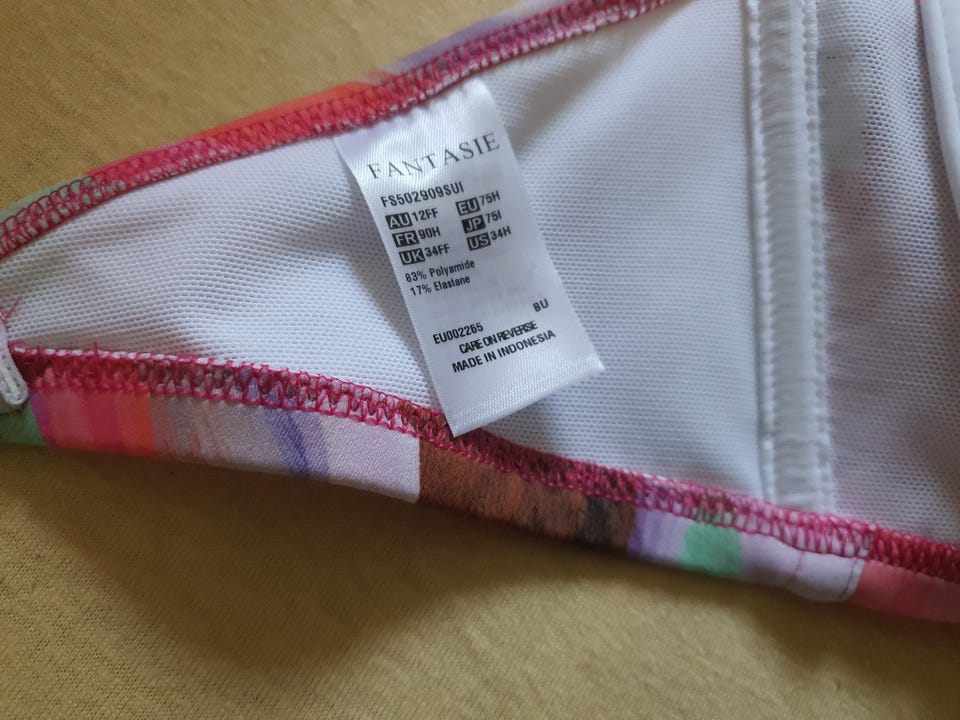 FANTASIE
FS502909SUI
AU 12FF EU 75H
FR 90H JP 75I
UK 34FF US 34H
83% Polyamide
17% Elastane
BU
EU002265
CARE ON REVERSE
MADE IN INDONESIA